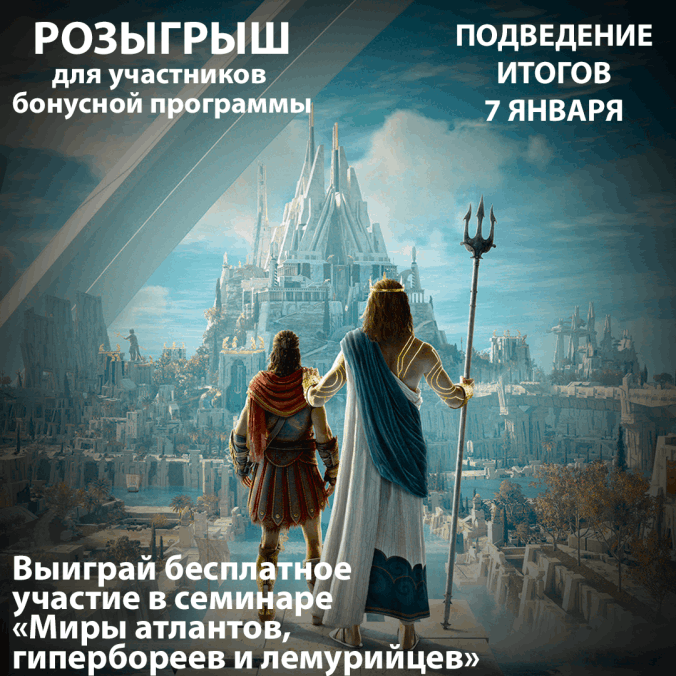 РОЗЫГРЫШ
для участников
бонусной программы
ПОДВЕДЕНИЕ
ИТОГОВ
7 ЯНВАРЯ
Выиграй бесплатное
участие в семинаре
«Миры атлантов,
гипербореев и лемурийцев»